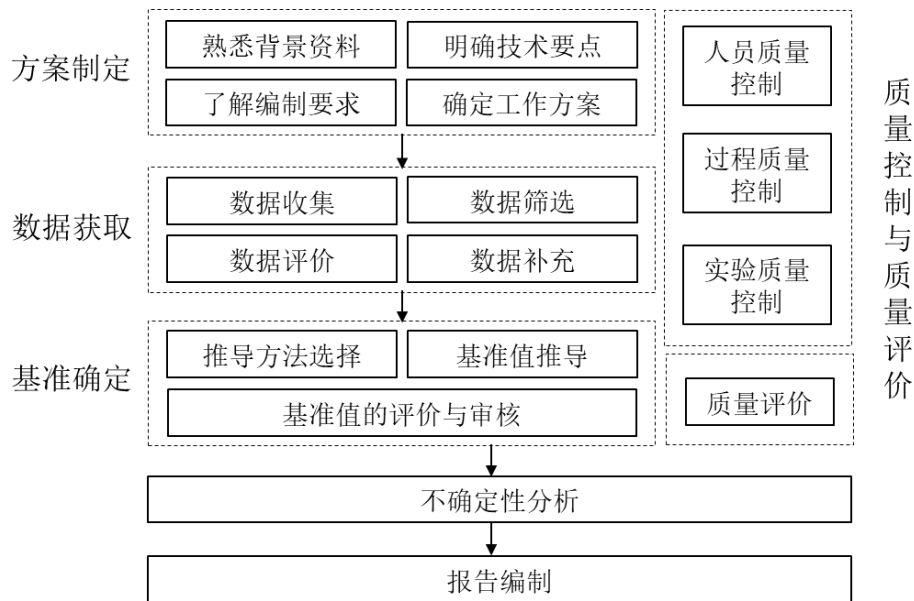 方案制定
熟悉背景资料
明确技术要点
了解编制要求
确定工作方案
数据获取
数据收集
数据筛选
数据评价
数据补充
基准确定
推导方法选择
基准值推导
基准值的评价与审核
人员质量
控制
过程质量
控制
实验质量
控制
质量评价
质量控制与质量评价
不确定性分析
报告编制